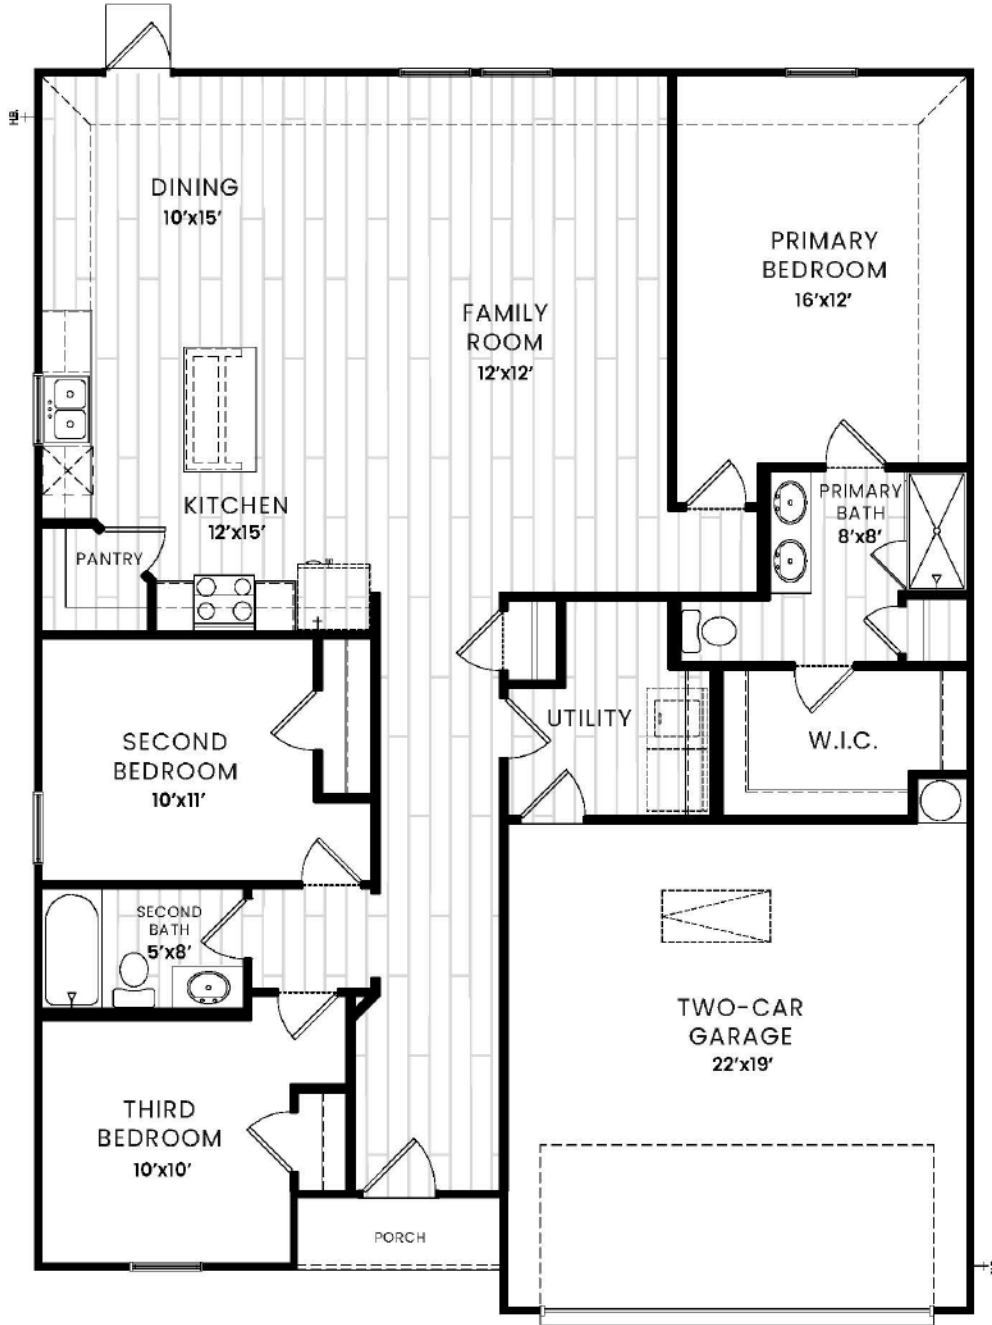 H.B.
DINING
10'x15'
PRIMARY
BEDROOM
16'x12'
FAMILY
ROOM
12'x12'
KITCHEN
12'x15'
PANTRY
PRIMARY
BATH
8'x8'
UTILITY
W.I.C.
SECOND
BEDROOM
10'x11'
SECOND
BATH
5'x8'
TWO-CAR
GARAGE
22'x19'
THIRD
BEDROOM
10'x10'
PORCH